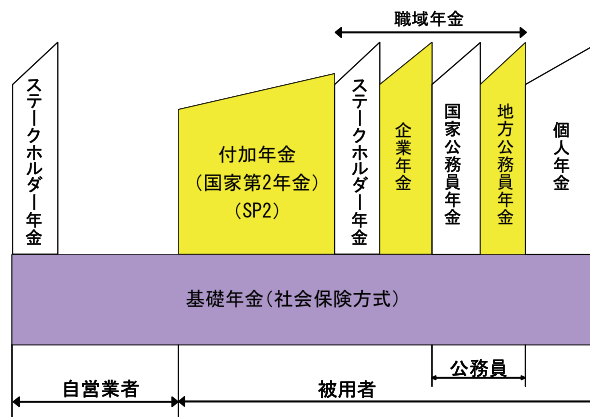 職域年金
ステークホルダー年金
付加年金
（国家第2年金）
（SP2）
ステークホルダー年金
企業年金
国家公務員年金
地方公務員年金
個人年金
基礎年金（社会保険方式）
公務員
自営業者
被用者